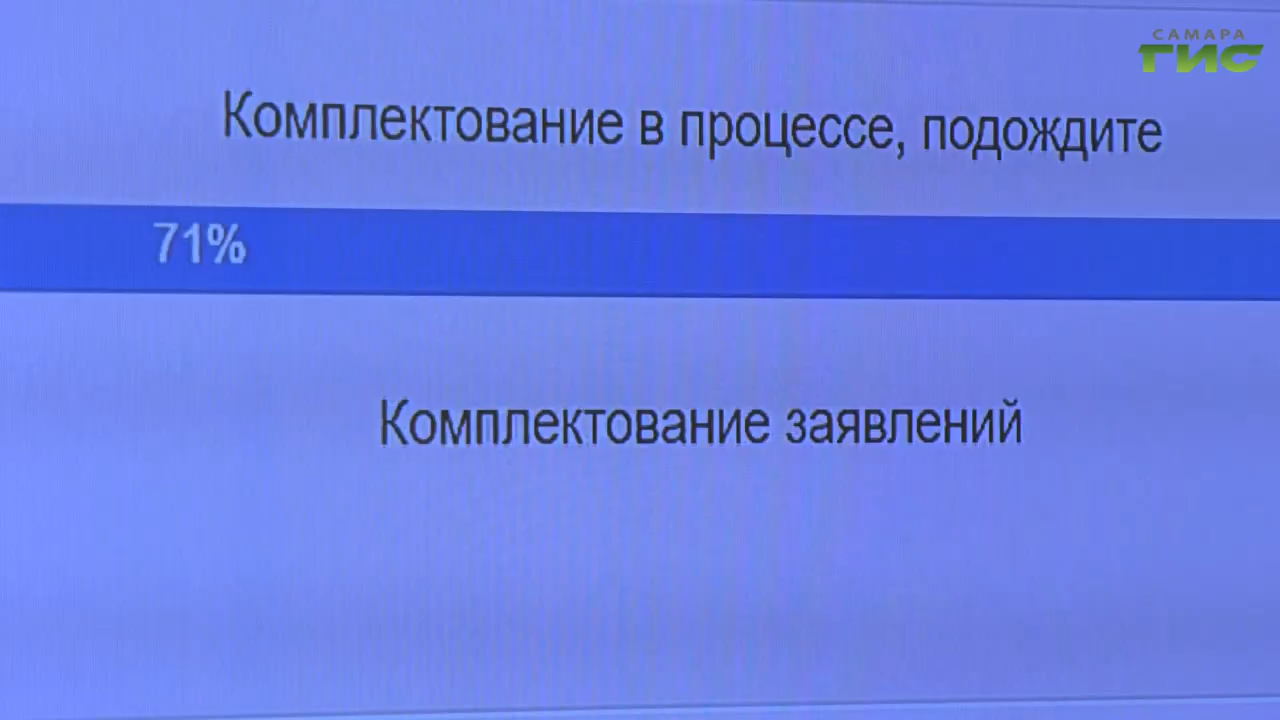 САМАРА
ГИС
Комплектование в процессе, подождите
71%
Комплектование заявлений